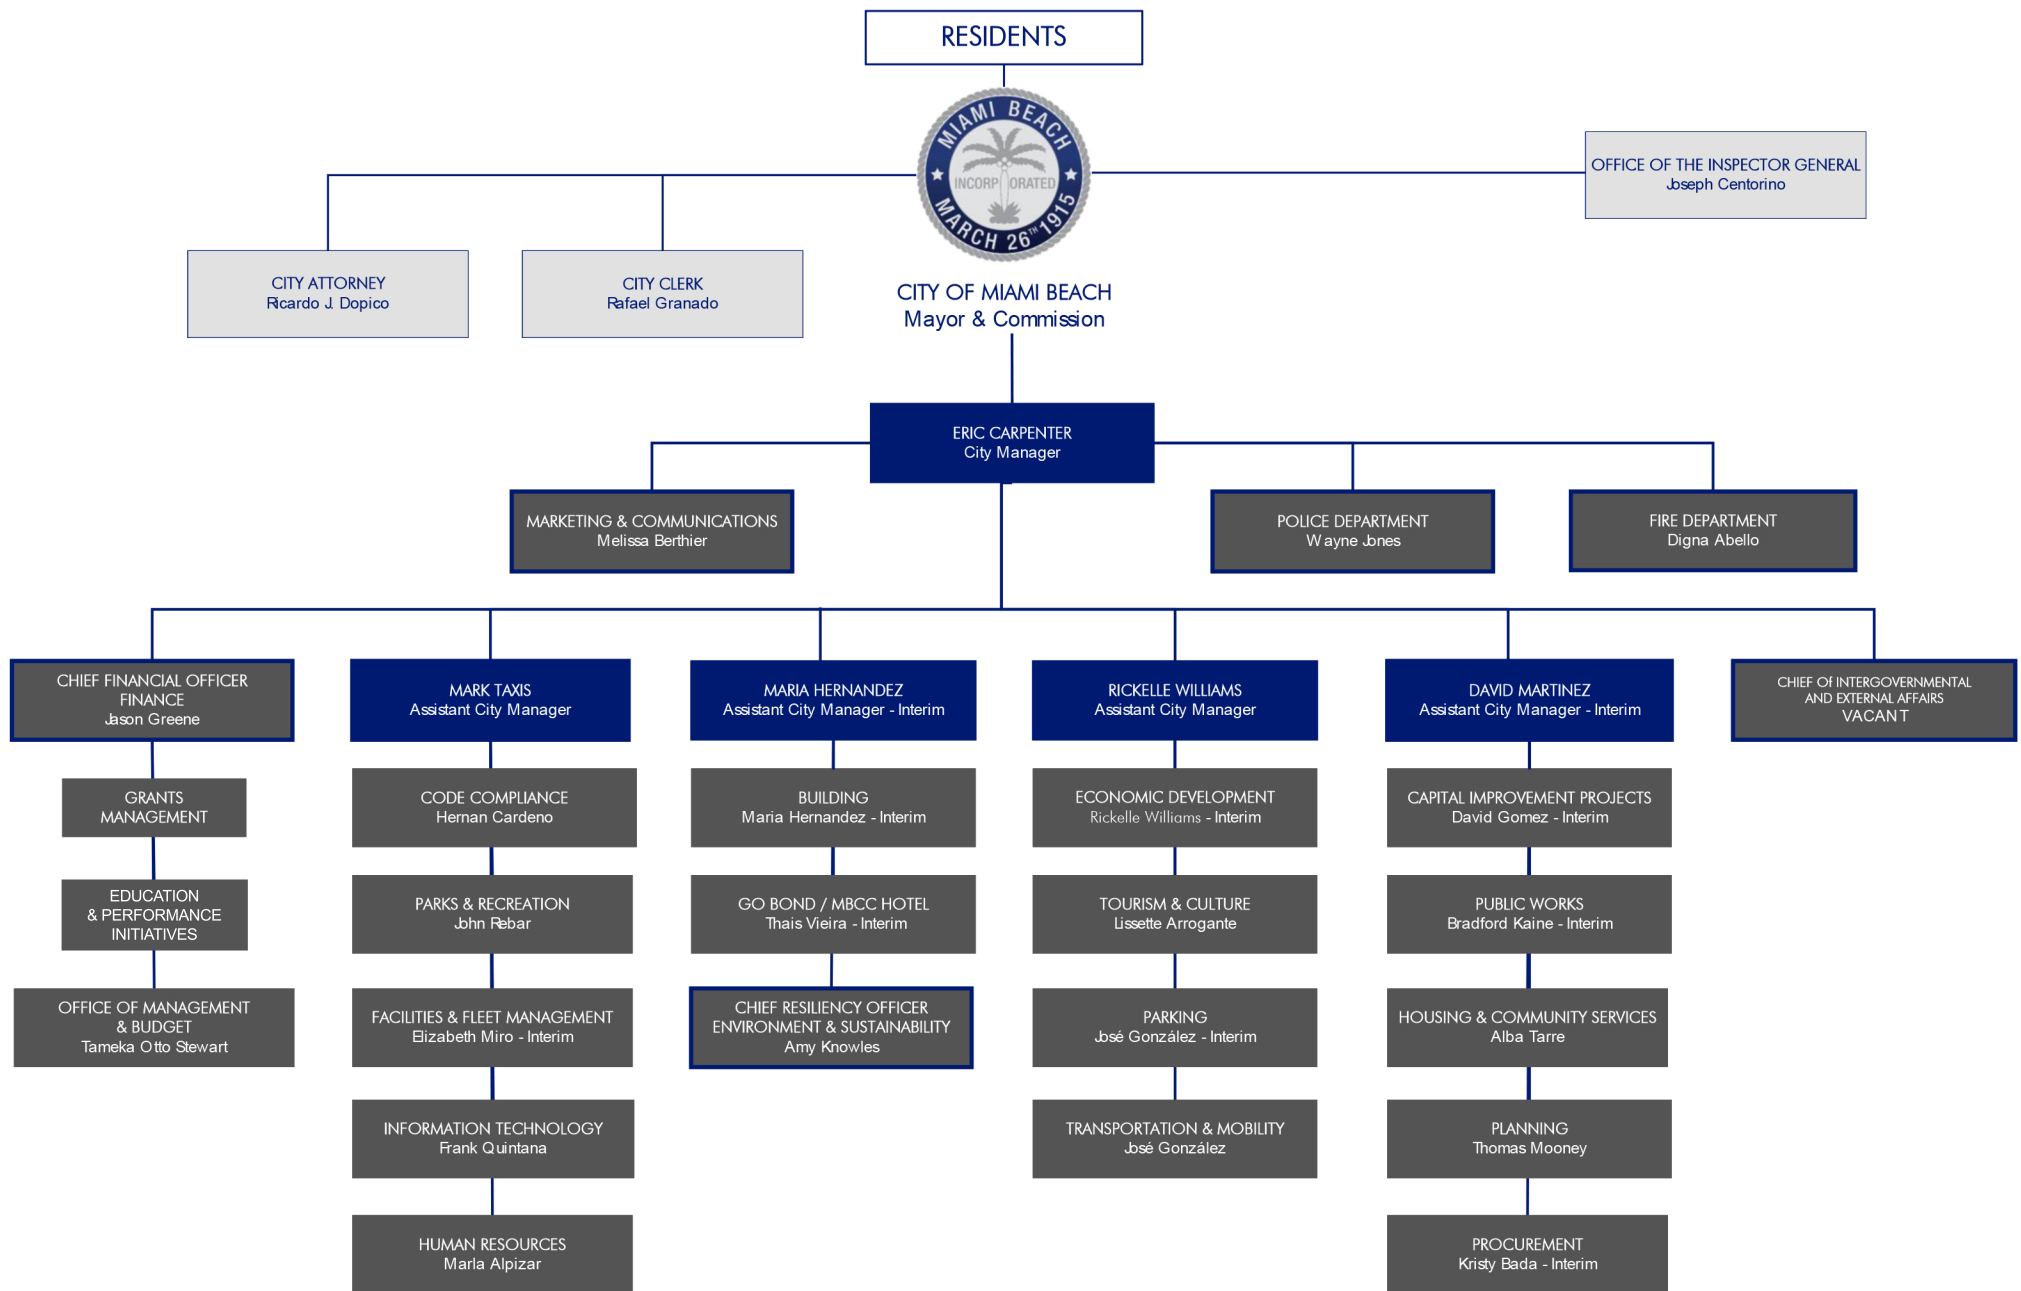 RESIDENTS
MIAMI BEACH
INCORPORATED
MARCH 26TH 1915
OFFICE OF THE INSPECTOR GENERAL
Joseph Centorino
CITY ATTORNEY
Ricardo J. Dopico
CITY CLERK
Rafael Granado
CITY OF MIAMI BEACH
Mayor & Commission
ERIC CARPENTER
City Manager
MARKETING & COMMUNICATIONS
Melissa Berthier
POLICE DEPARTMENT
Wayne Jones
FIRE DEPARTMENT
Digna Abello
CHIEF FINANCIAL OFFICER
FINANCE
Jason Greene
MARK TAXIS
Assistant City Manager
MARIA HERNANDEZ
Assistant City Manager - Interim
RICKELLE WILLIAMS
Assistant City Manager
DAVID MARTINEZ
Assistant City Manager - Interim
CHIEF Of INTERGOVERNMENTAL
AND EXTERNAL AFFAIRS
VACANT
GRANTS
MANAGEMENT
EDUCATION
& PERFORMANCE
INITIATIVES
OFFICE OF MANAGEMENT
& BUDGET
Tameka Otto Stewart
CODE COMPLIANCE
Hernan Cardeno
PARKS & RECREATION
John Rebar
FACILITIES & FLEET MANAGEMENT
Elizabeth Miro - Interim
INFORMATION TECHNOLOGY
Frank Quintana
HUMAN RESOURCES
Marla Alpizar
BUILDING
Maria Hernandez - Interim
GO BOND / MBCC HOTEL
Thais Vieira - Interim
CHIEF RESILIENCY OFFICER
ENVIRONMENT & SUSTAINABILITY
Amy Knowles
ECONOMIC DEVELOPMENT
Rickelle Williams - Interim
TOURISM & CULTURE
Lissette Arrogante
PARKING
José González - Interim
TRANSPORTATION & MOBILITY
José González
CAPITAL IMPROVEMENT PROJECTS
David Gomez - Interim
PUBLIC WORKS
Bradford Kaine - Interim
HOUSING & COMMUNITY SERVICES
Alba Tarre
PLANNING
Thomas Mooney
PROCUREMENT
Kristy Bada - Interim